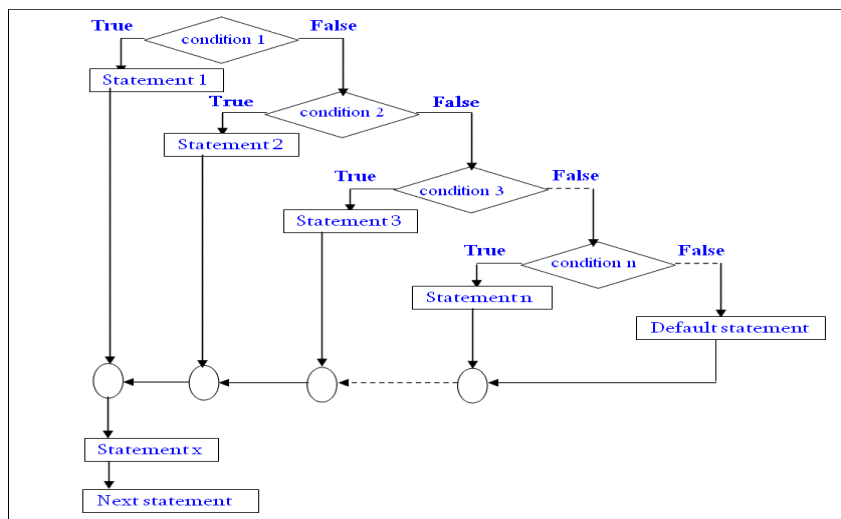 True
condition 1
False
Statement 1
True
condition 2
False
Statement 2
True
condition 3
False
Statement 3
True
condition n
False
Statement n
Default statement
Statement x
Next statement